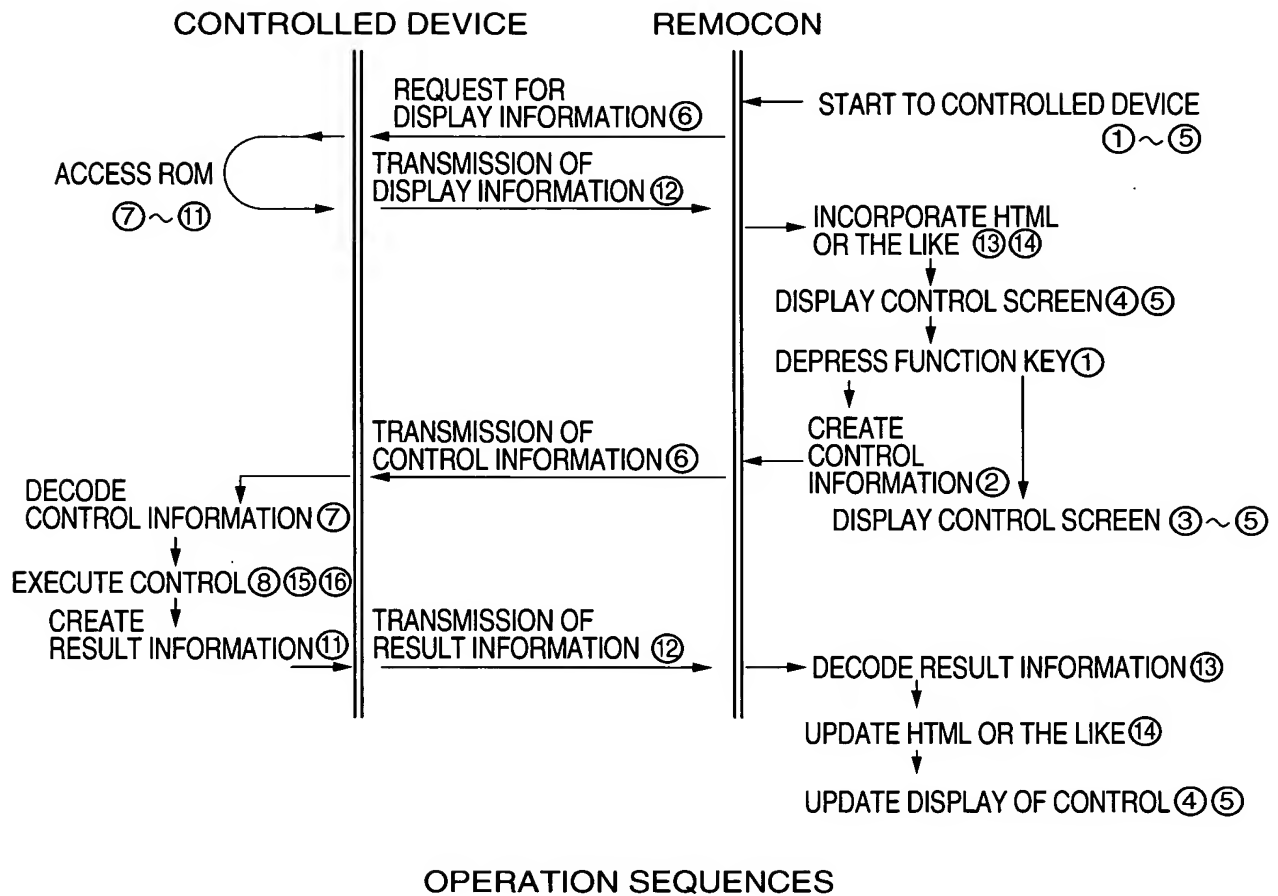 CONTROLLED DEVICE
REMOCON
REQUEST FOR
DISPLAY INFORMATION⑥
START TO CONTROLLED DEVICE
①~⑤
ACCESS ROM
⑦~⑪
TRANSMISSION OF
DISPLAY INFORMATION⑫
INCORPORATE HTML
OR THE LIKE ⑬⑭
DISPLAY CONTROL SCREEN④⑤
DEPRESS FUNCTION KEY①
CREATE
CONTROL
INFORMATION②
TRANSMISSION OF
CONTROL INFORMATION⑥
DISPLAY CONTROL SCREEN ③~⑤
DECODE
CONTROL INFORMATION⑦
EXECUTE CONTROL⑧⑮⑯
CREATE
RESULT INFORMATION⑪
TRANSMISSION OF
RESULT INFORMATION ⑫
DECODE RESULT INFORMATION⑬
UPDATE HTML OR THE LIKE⑭
UPDATE DISPLAY OF CONTROL④⑤
OPERATION SEQUENCES